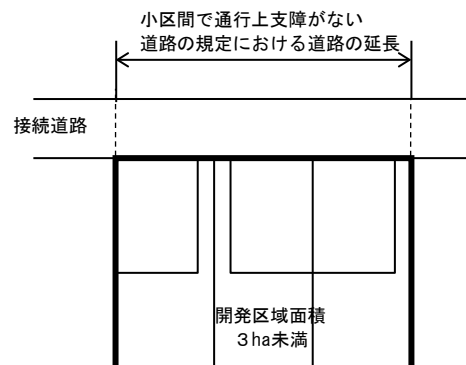 小区間で通行上支障がない
道路の規定における道路の延長
接続道路
開発区域面積
3ha未満